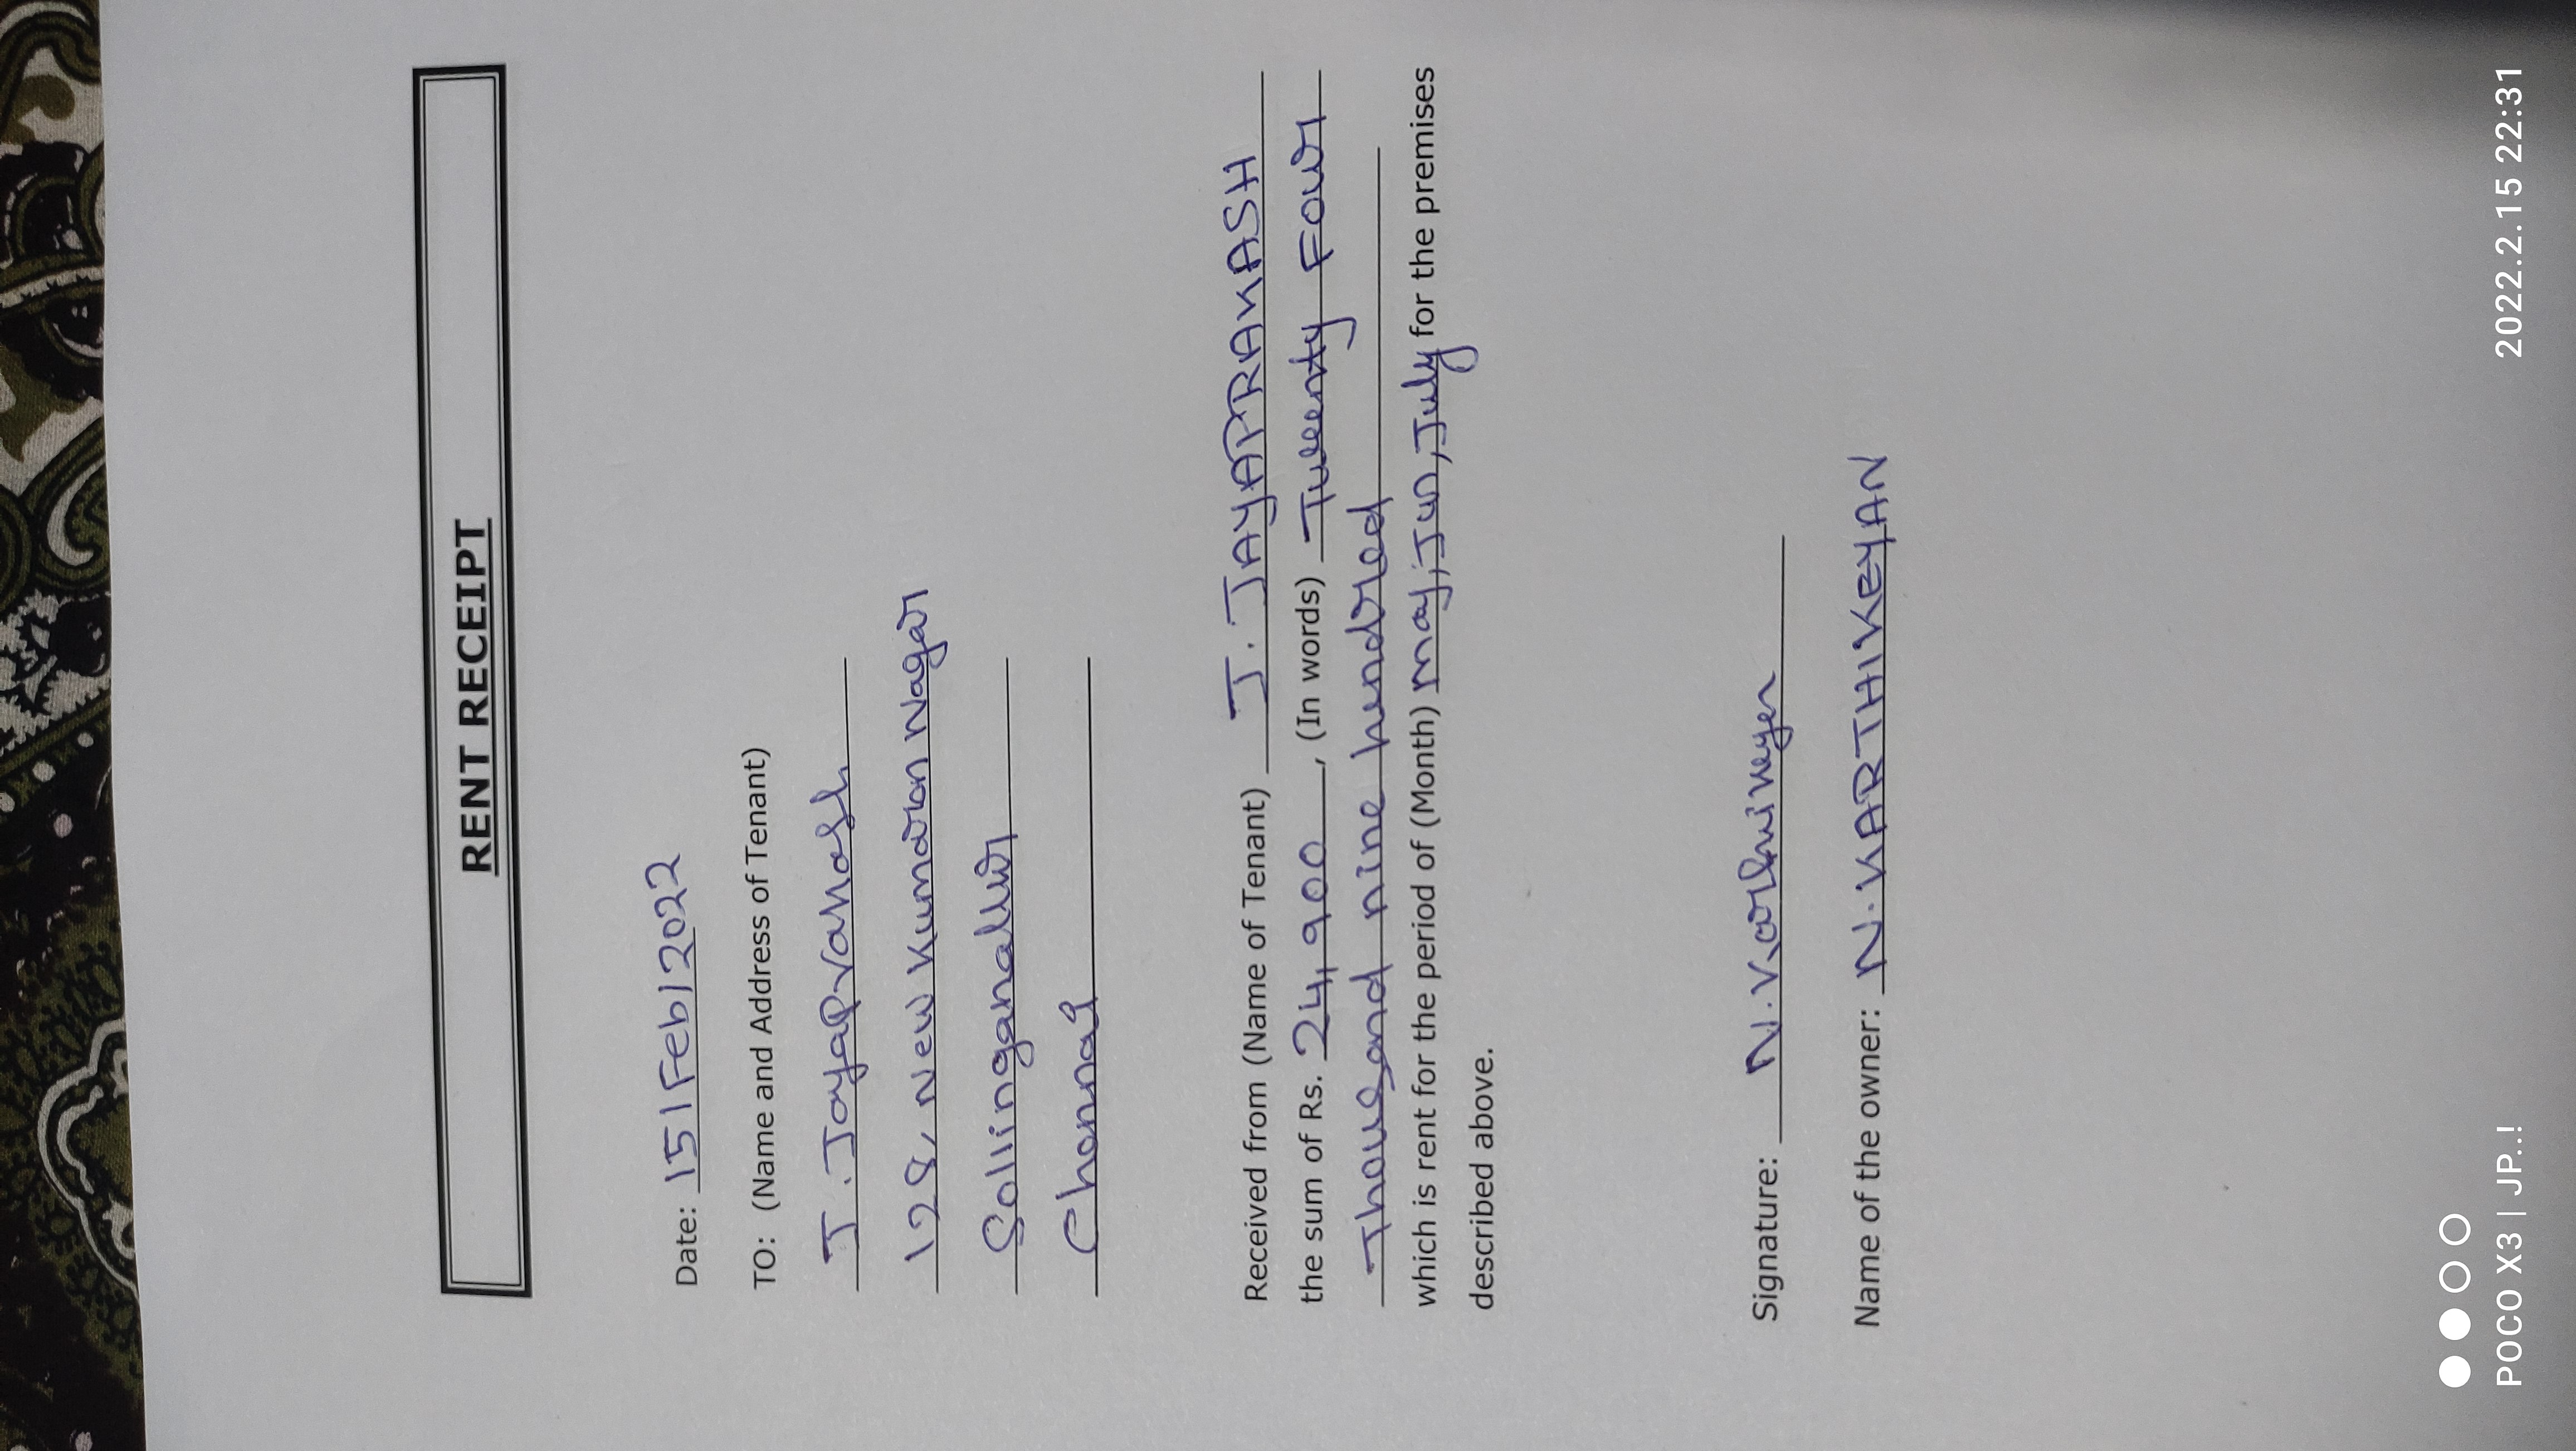 RENT RECEIPT
Date: 15/Feb/2022
TO: (Name and Address of Tenant)
J. JayaPrakash
128, New Kumaran Nagar
Sollinganallur
Chennai
Received from (Name of Tenant) J. JAYAPRAKASH
the sum of Rs. 24,900, (In words) Tweenty Four
Thousand nine hundred
which is rent for the period of (Month) may, Jun, July for the premises
described above.
Signature: N. Karthikeyan
Name of the owner: N. KARTHIKEYAN
POCO X3 | JP..!
2022.2.15 22:31